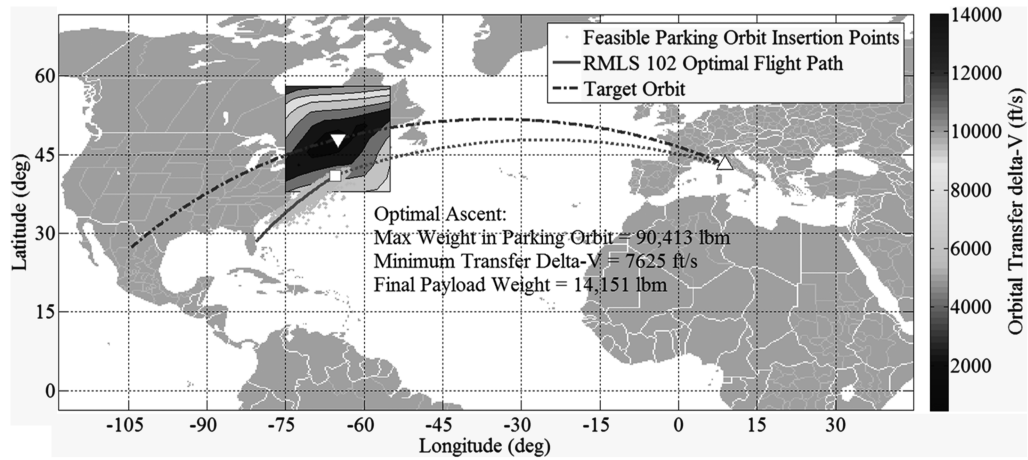 Feasible Parking Orbit Insertion Points
RMLS 102 Optimal Flight Path
Target Orbit
Optimal Ascent:
Max Weight in Parking Orbit = 90,413 lbm
Minimum Transfer Delta-V = 7625 ft/s
Final Payload Weight = 14,151 lbm
60
45
30
15
0
Latitude (deg)
-105 -90 -75 -60 -45 -30 -15 0 15 30
Longitude (deg)
14000
12000
10000
8000
6000
4000
2000
Orbital Transfer delta-V (ft/s)